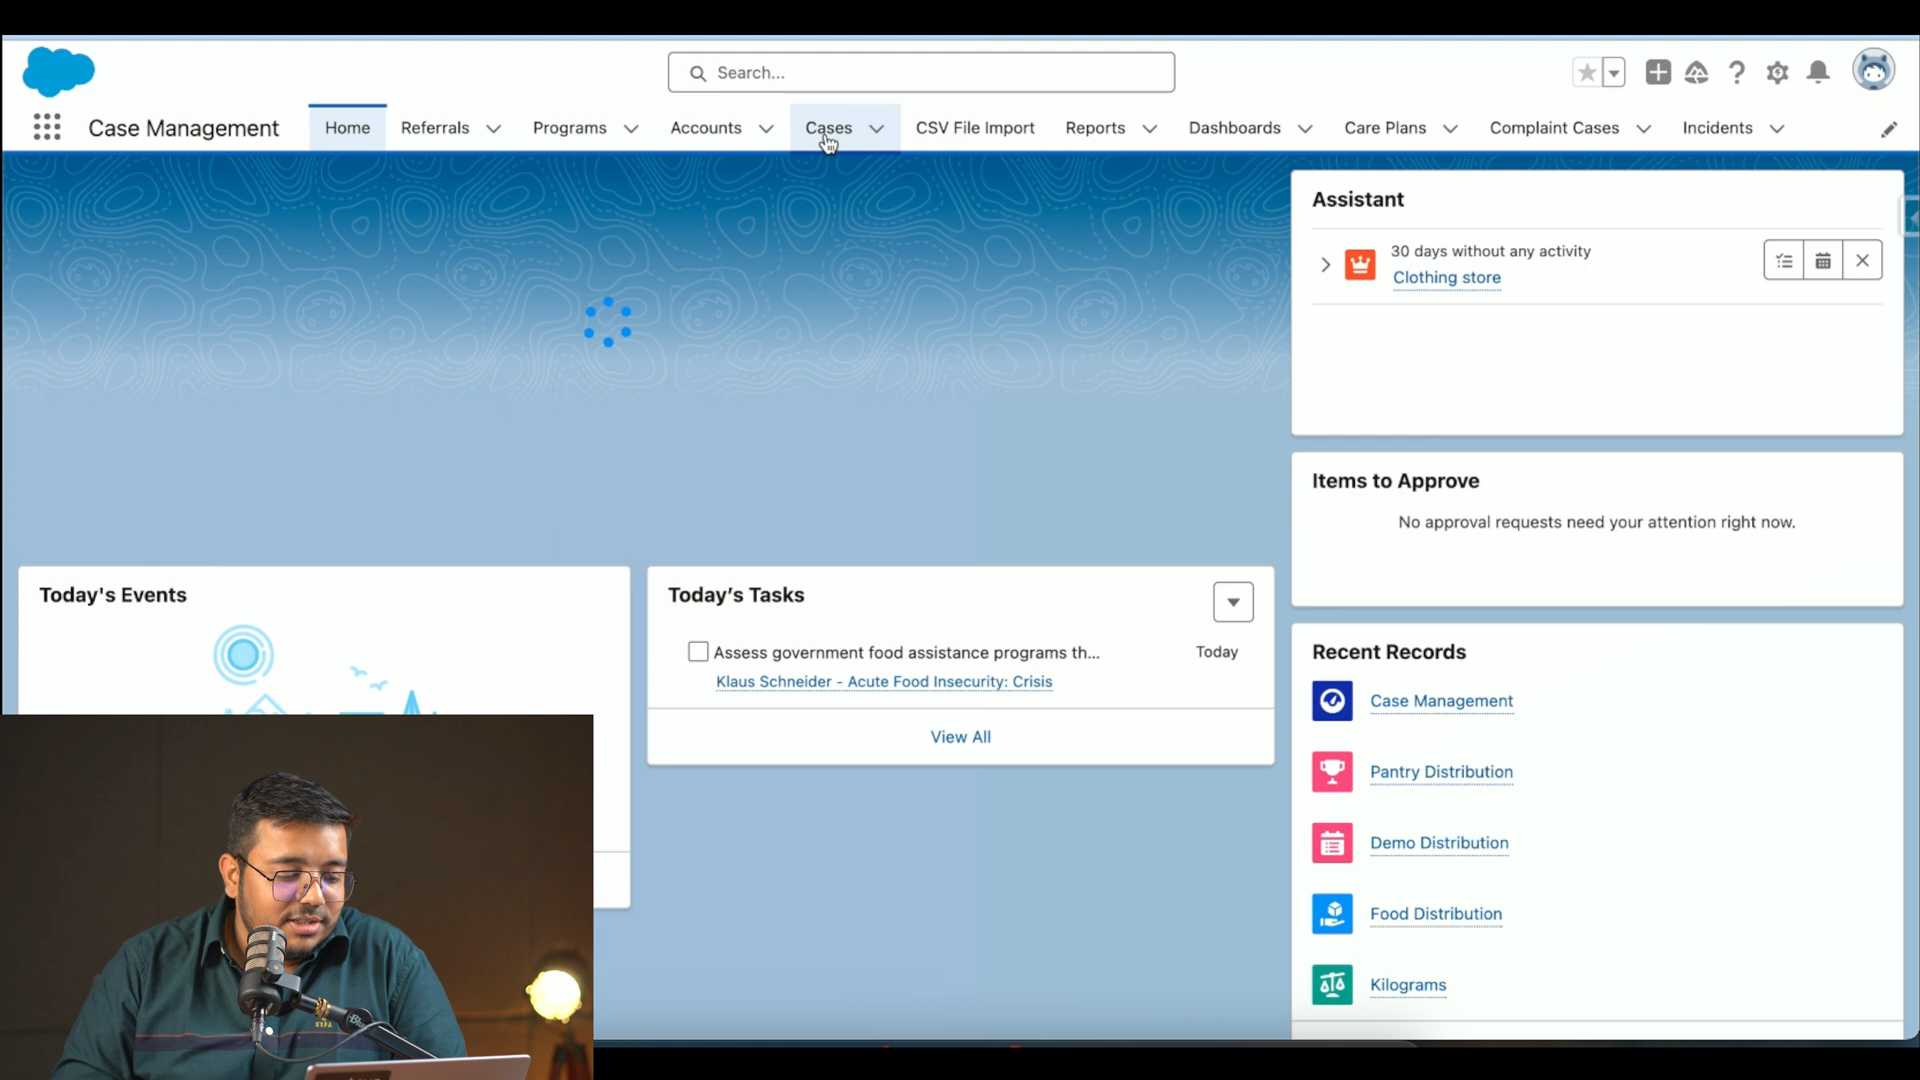 Search...
Case Management
Home
Referrals
Programs
Accounts
Cases
CSV File Import
Reports
Dashboards
Care Plans
Complaint Cases
Incidents
Assistant
30 days without any activity
Clothing store
Items to Approve
No approval requests need your attention right now.
Today's Events
Today's Tasks
Assess government food assistance programs th...
Today
Klaus Schneider - Acute Food Insecurity: Crisis
View All
Recent Records
Case Management
Pantry Distribution
Demo Distribution
Food Distribution
Kilograms